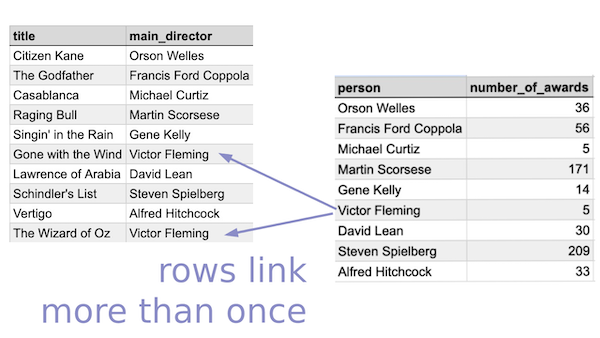 title main_director
Citizen Kane Orson Welles
The Godfather Francis Ford Coppola
Casablanca Michael Curtiz
Raging Bull Martin Scorsese
Singin' in the Rain Gene Kelly
Gone with the Wind Victor Fleming
Lawrence of Arabia David Lean
Schindler's List Steven Spielberg
Vertigo Alfred Hitchcock
The Wizard of Oz Victor Fleming
person number_of_awards
Orson Welles 36
Francis Ford Coppola 56
Michael Curtiz 5
Martin Scorsese 171
Gene Kelly 14
Victor Fleming 5
David Lean 30
Steven Spielberg 209
Alfred Hitchcock 33
rows link
more than once